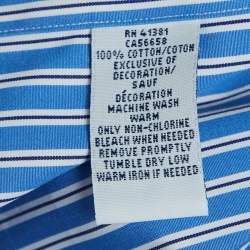 RN 41381
CA56658
100% COTTON/COTON
EXCLUSIVE OF
DECORATION/
SAUF
DÉCORATION
MACHINE WASH
WARM
ONLY NON-CHLORINE
BLEACH WHEN NEEDED
REMOVE PROMPTLY
TUMBLE DRY LOW
WARM IRON IF NEEDED